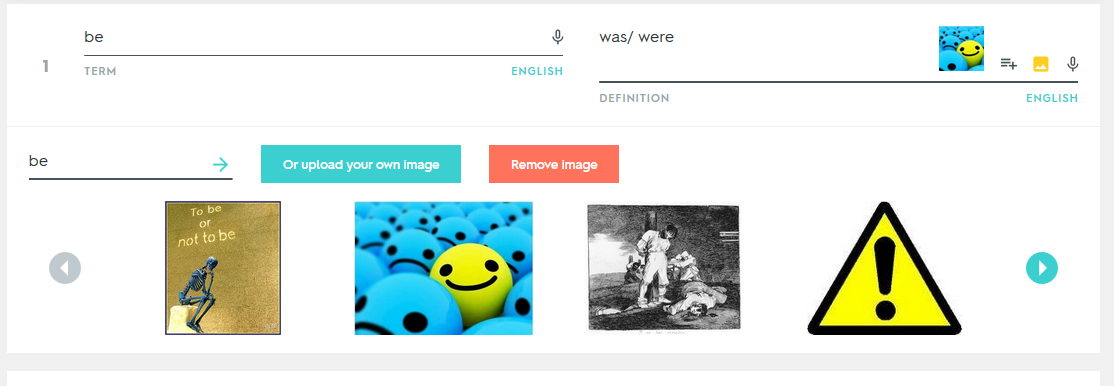 be
was/ were
1
TERM
ENGLISH
DEFINITION
ENGLISH
be
Or upload your own image
Remove image
To be
or
not to be